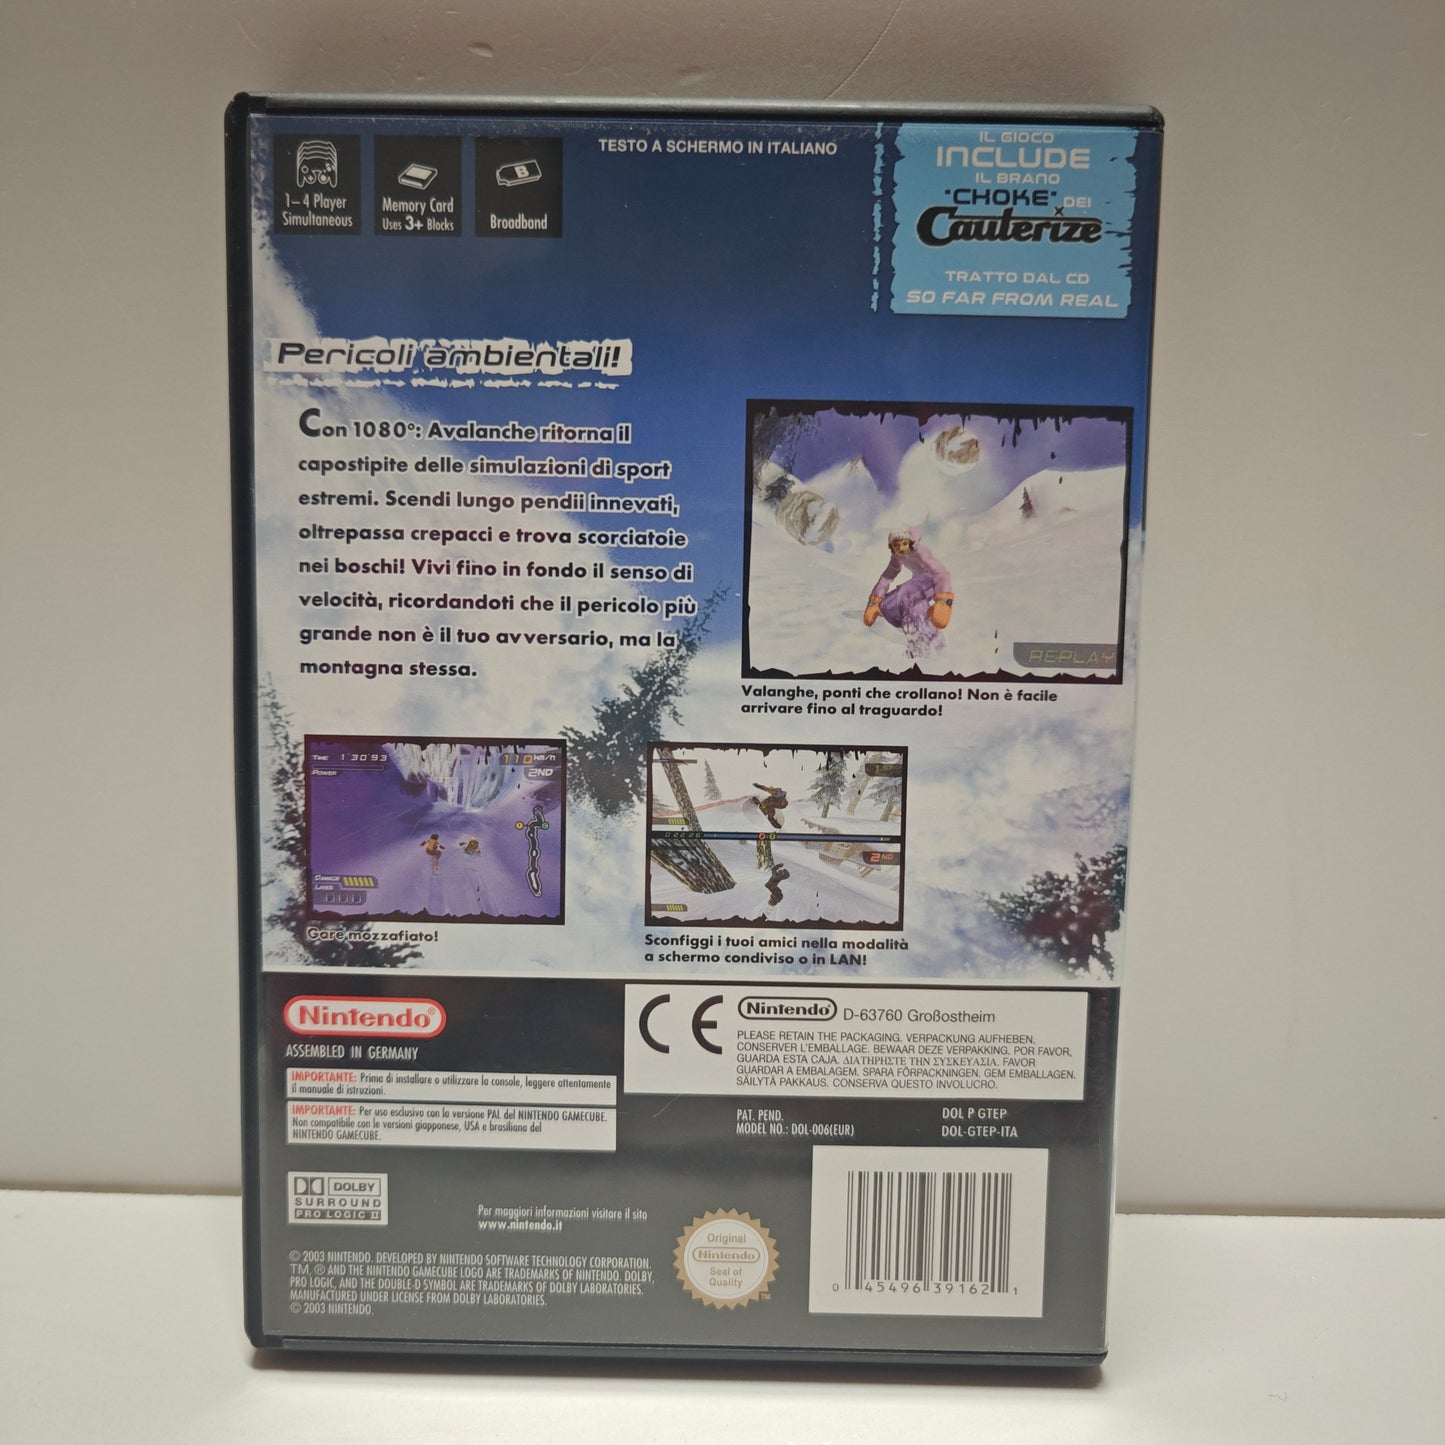 1–4 Player
Simultaneous
Memory Card
Uses 3+ Blocks
B
Broadband
TESTO A SCHERMO IN ITALIANO
IL GIOCO
INCLUDE
IL BRANO
"CHOKE" DEI
Cauterize
TRATTO DAL CD
SO FAR FROM REAL
Pericoli ambientali!
Con 1080°: Avalanche ritorna il
capostipite delle simulazioni di sport
estremi. Scendi lungo pendii innevati,
oltrepassa crepacci e trova scorciatoie
nei boschi! Vivi fino in fondo il senso di
velocità, ricordandoti che il pericolo più
grande non è il tuo avversario, ma la
montagna stessa.
REPLAY
Valanghe, ponti che crollano! Non è facile
arrivare fino al traguardo!
TIME 1'30'93
POWER
110 KM/H
2ND
DAMAGE
LIVES
Gare mozzafiato!
2ND
Sconfiggi i tuoi amici nella modalità
a schermo condiviso o in LAN!
Nintendo®
ASSEMBLED IN GERMANY
IMPORTANTE: Prima di installare o utilizzare la console, leggere attentamente
il manuale di istruzioni.
IMPORTANTE: Per uso esclusivo con la versione PAL del NINTENDO GAMECUBE.
Non compatibile con le versioni giapponese, USA e brasiliana del
NINTENDO GAMECUBE.
CE
Nintendo® D-63760 Großostheim
PLEASE RETAIN THE PACKAGING. VERPACKUNG AUFHEBEN.
CONSERVER L'EMBALLAGE. BEWAAR DEZE VERPAKKING. POR FAVOR,
GUARDA ESTA CAJA. ΔΙΑΤΗΡΗΣΤΕ ΤΗΝ ΣΥΣΚΕΥΑΣΙΑ. FAVOR
GUARDAR A EMBALAGEM. SPARA FÖRPACKNINGEN. GEM EMBALLAGEN.
SÄILYTÄ PAKKAUS. CONSERVA QUESTO INVOLUCRO.
PAT. PEND.
MODEL NO.: DOL-006(EUR)
DOL P GTEP
DOL-GTEP-ITA
DOLBY
SURROUND
PRO LOGIC II
Per maggiori informazioni visitare il sito
www.nintendo.it
© 2003 NINTENDO. DEVELOPED BY NINTENDO SOFTWARE TECHNOLOGY CORPORATION.
TM, ® AND THE NINTENDO GAMECUBE LOGO ARE TRADEMARKS OF NINTENDO. DOLBY,
PRO LOGIC, AND THE DOUBLE-D SYMBOL ARE TRADEMARKS OF DOLBY LABORATORIES.
MANUFACTURED UNDER LICENSE FROM DOLBY LABORATORIES.
© 2003 NINTENDO.
Original
Nintendo
Seal of
Quality
TM
0 45496 39162 1